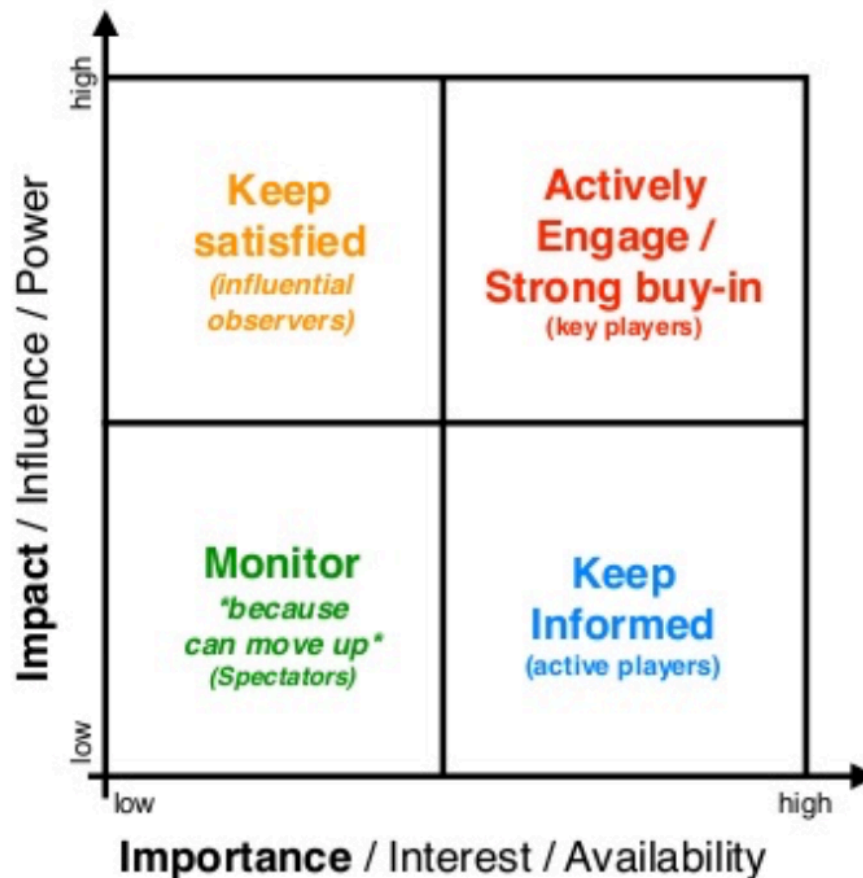 high
Impact / Influence / Power
low
Keep
satisfied
(influential
observers)
Actively
Engage /
Strong buy-in
(key players)
Monitor
*because
can move up*
(Spectators)
Keep
Informed
(active players)
low
high
Importance / Interest / Availability